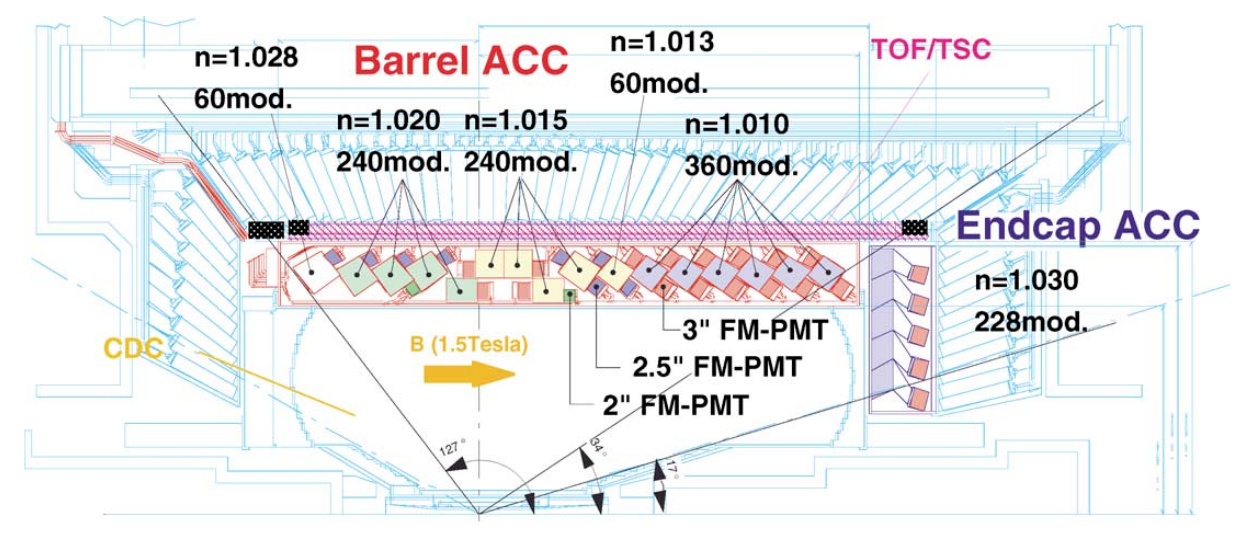 n=1.028
60mod.
Barrel ACC
n=1.013
60mod.
TOF/TSC
n=1.020
240mod.
n=1.015
240mod.
n=1.010
360mod.
Endcap ACC
n=1.030
228mod.
CDC
B (1.5Tesla)
3" FM-PMT
2.5" FM-PMT
2" FM-PMT
127°
34°
17°